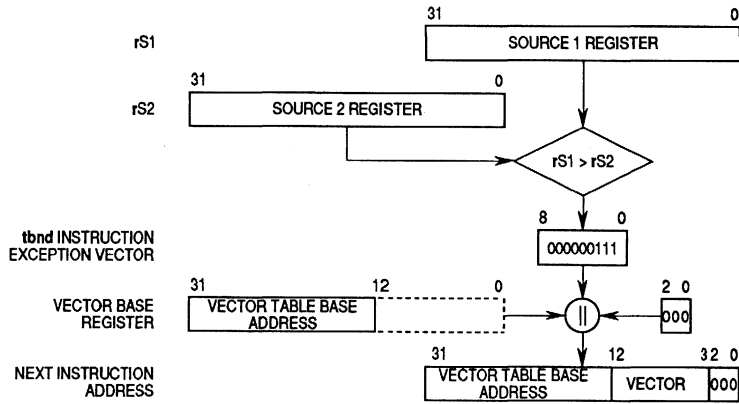 31 0
rS1 SOURCE 1 REGISTER
31 0
rS2 SOURCE 2 REGISTER
rS1 > rS2
8 0
tbnd INSTRUCTION
EXCEPTION VECTOR
000000111
31 12 0 2 0
VECTOR BASE
REGISTER
VECTOR TABLE BASE
ADDRESS
|| 000
31 12 32 0
NEXT INSTRUCTION
ADDRESS
VECTOR TABLE BASE
ADDRESS
VECTOR 000